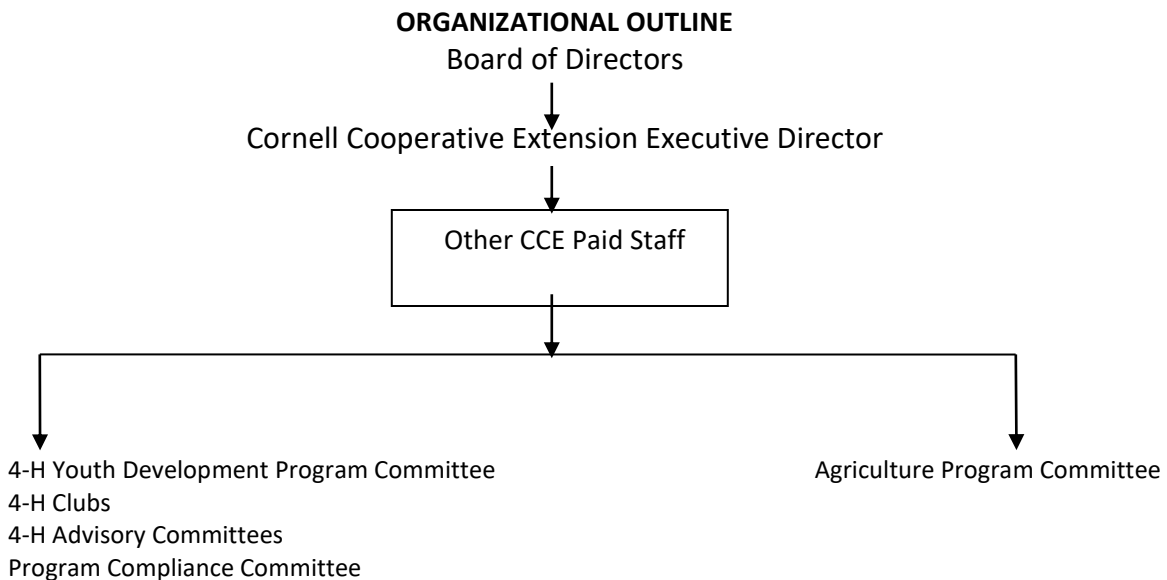 ORGANIZATIONAL OUTLINE
Board of Directors
Cornell Cooperative Extension Executive Director
Other CCE Paid Staff
4-H Youth Development Program Committee
4-H Clubs
4-H Advisory Committees
Program Compliance Committee
Agriculture Program Committee